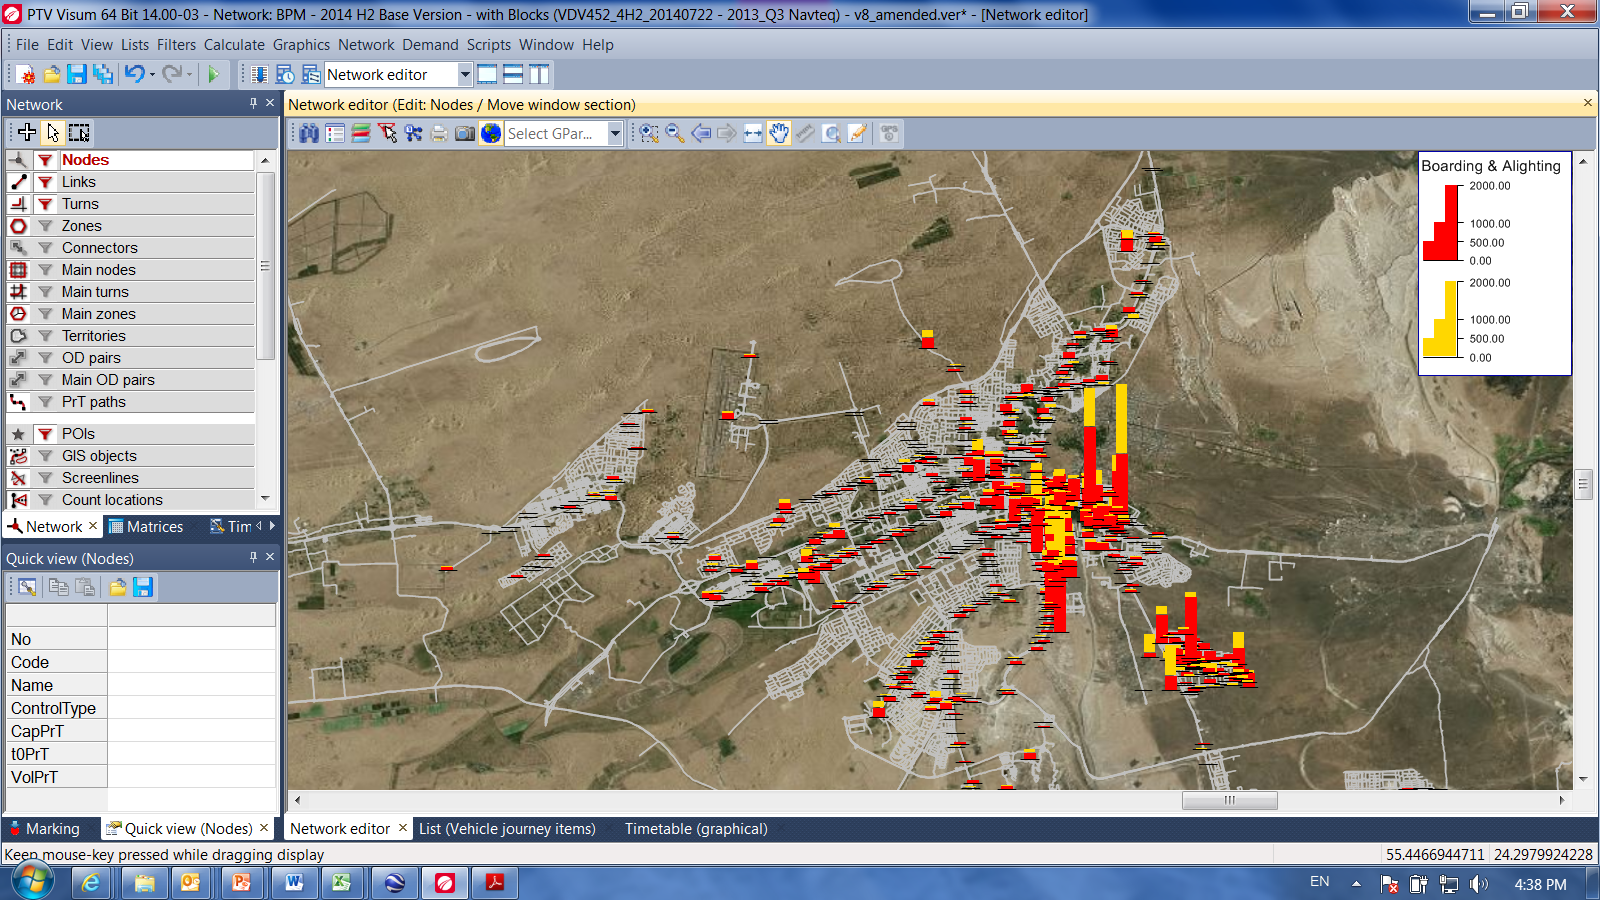 PTV Visum 64 Bit 14.00-03 - Network: BPM - 2014 H2 Base Version - with Blocks (VDV452_4H2_20140722 - 2013_Q3 Navteq) - v8_amended.ver* - [Network editor]
File Edit View Lists Filters Calculate Graphics Network Demand Scripts Window Help
Network editor
Network
Nodes
Links
Turns
Zones
Connectors
Main nodes
Main turns
Main zones
Territories
OD pairs
Main OD pairs
PrT paths
POIs
GIS objects
Screenlines
Count locations
Network Matrices Tim
Quick view (Nodes)
No
Code
Name
ControlType
CapPrT
t0PrT
VolPrT
Marking Quick view (Nodes)
Network editor (Edit: Nodes / Move window section)
Select GPar...
Boarding & Alighting
2000.00
1000.00
500.00
0.00
2000.00
1000.00
500.00
0.00
Network editor List (Vehicle journey items) Timetable (graphical)
Keep mouse-key pressed while dragging display
55.4466944711 24.2979924228
EN
4:38 PM